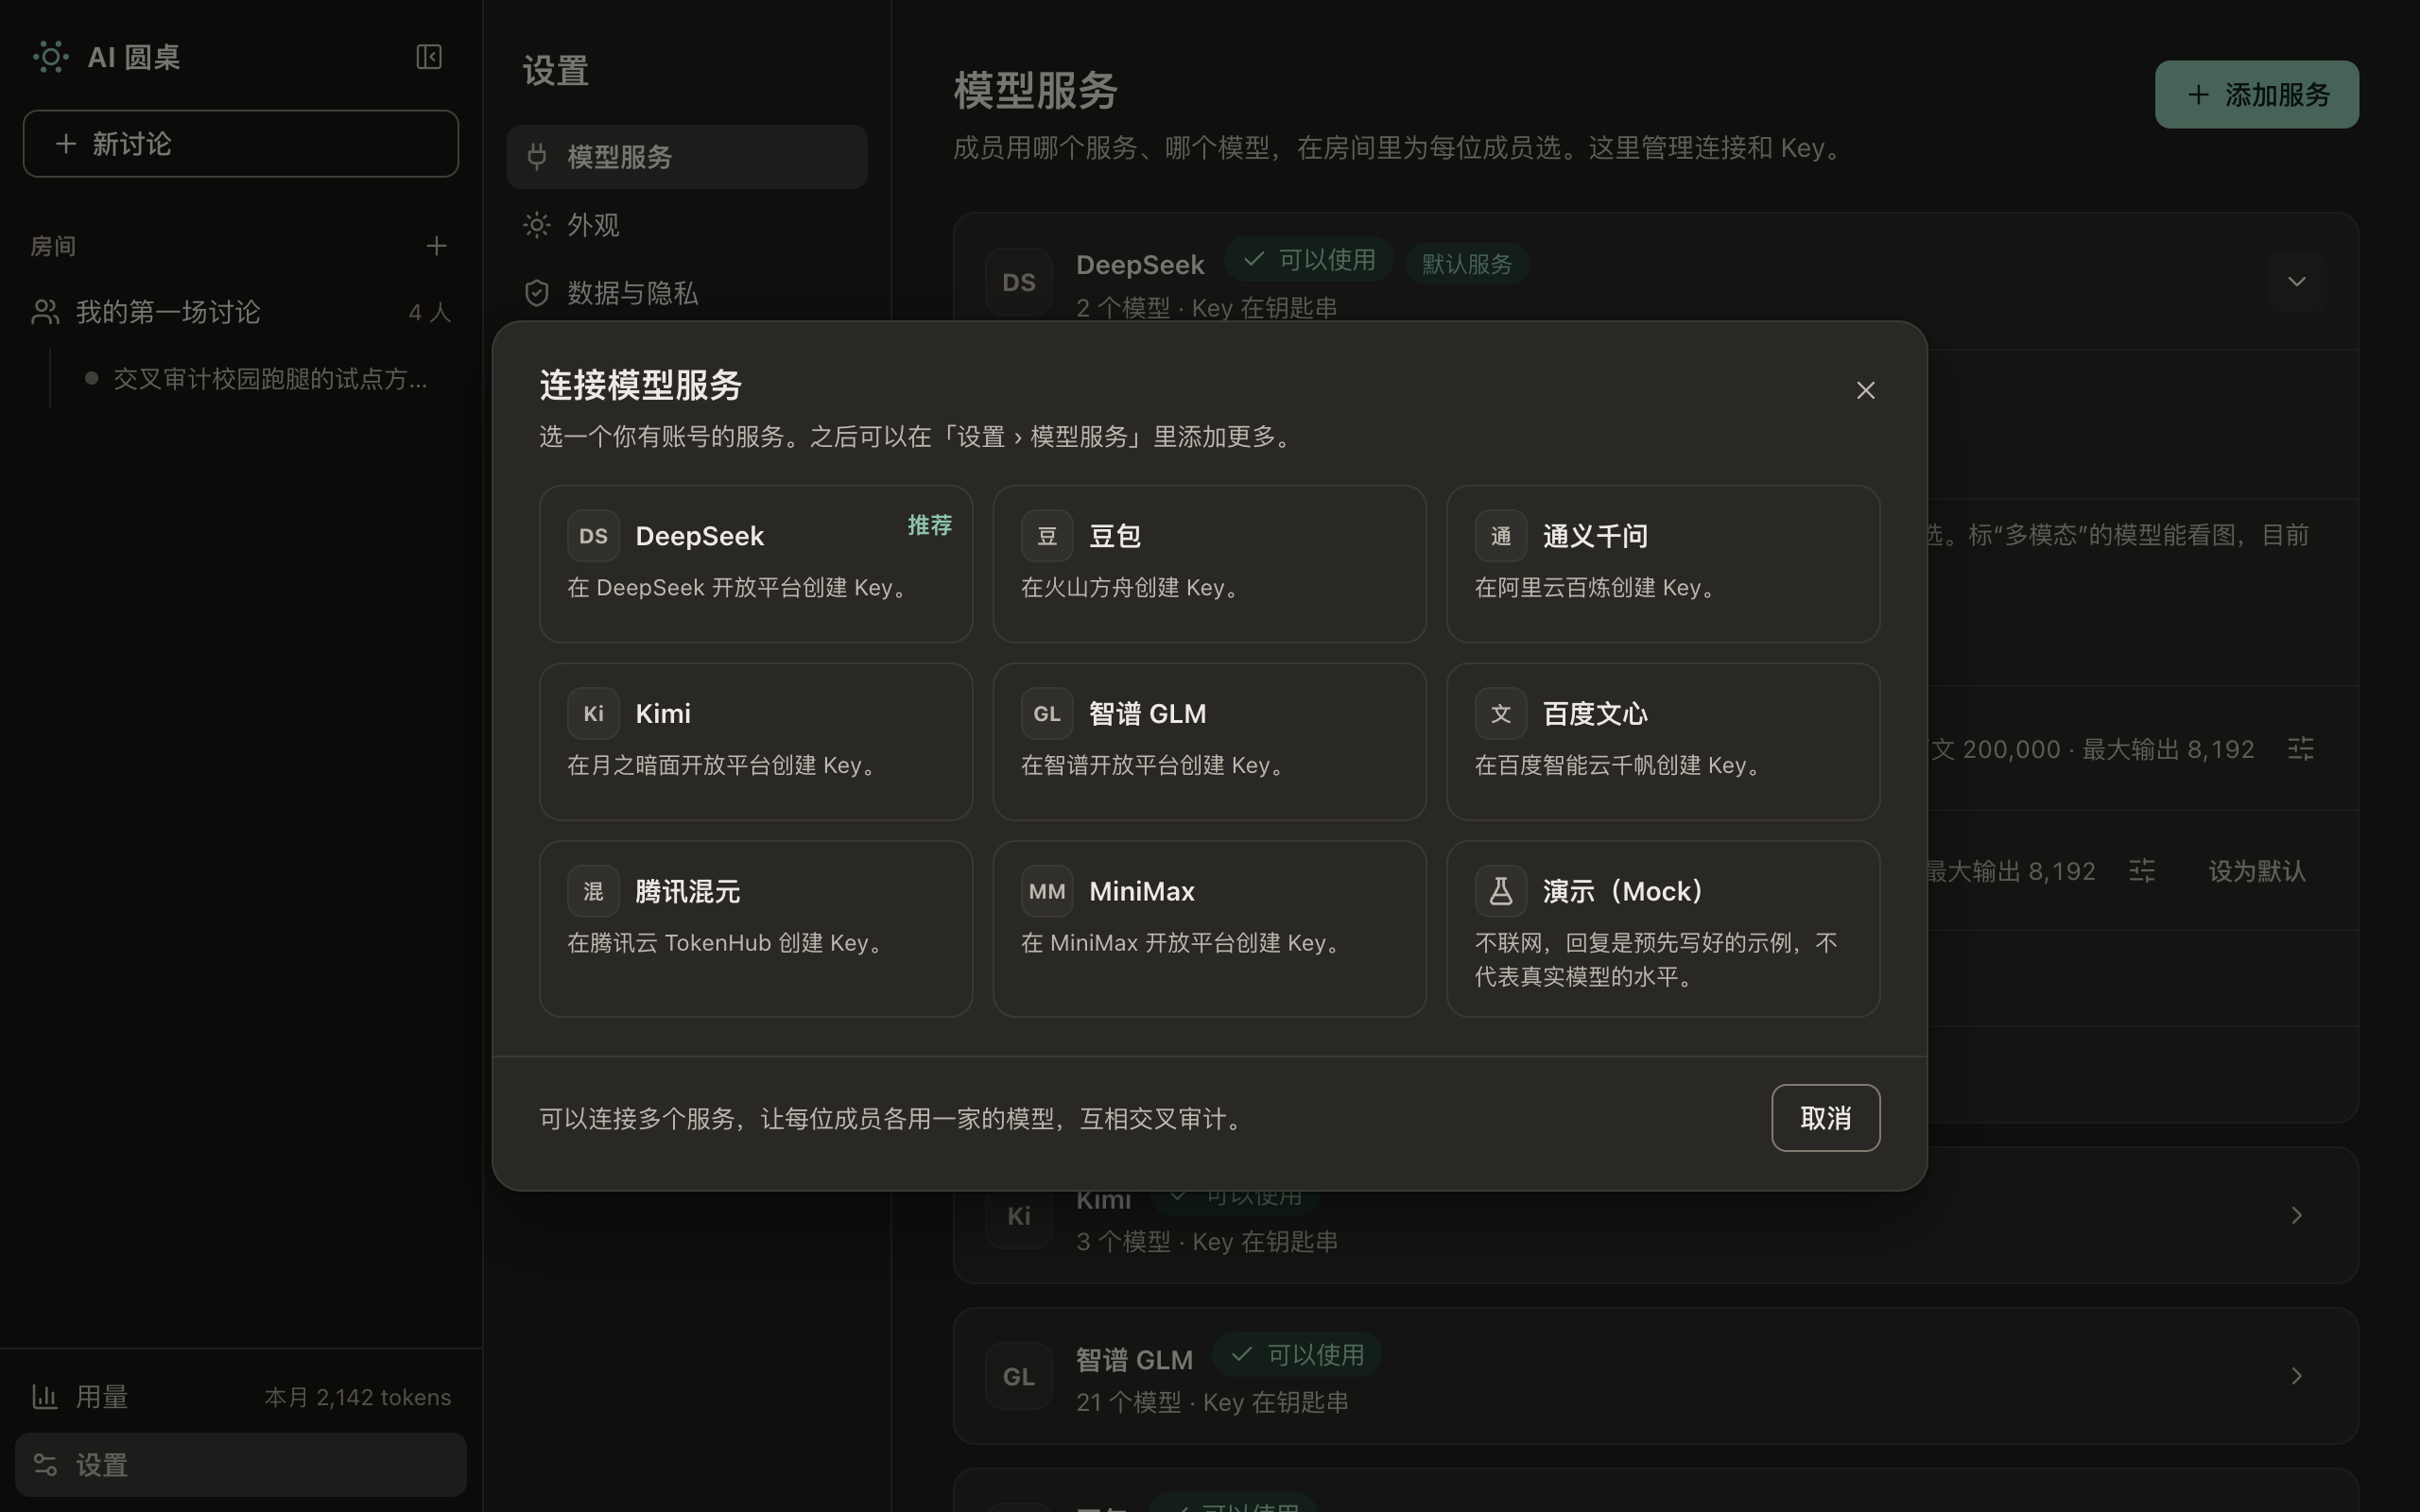 AI 圆桌
新讨论
房间
我的第一场讨论
4 人
交叉审计校园跑腿的试点方...
用量
本月 2,142 tokens
设置
设置
模型服务
外观
数据与隐私
模型服务
添加服务
成员用哪个服务、哪个模型，在房间里为每位成员选。这里管理连接和 Key。
DS
DeepSeek
可以使用
默认服务
2 个模型 · Key 在钥匙串
选。标“多模态”的模型能看图，目前
文 200,000 · 最大输出 8,192
最大输出 8,192
设为默认
连接模型服务
选一个你有账号的服务。之后可以在「设置 › 模型服务」里添加更多。
DS
DeepSeek
推荐
在 DeepSeek 开放平台创建 Key。
豆
豆包
在火山方舟创建 Key。
通
通义千问
在阿里云百炼创建 Key。
Ki
Kimi
在月之暗面开放平台创建 Key。
GL
智谱 GLM
在智谱开放平台创建 Key。
文
百度文心
在百度智能云千帆创建 Key。
混
腾讯混元
在腾讯云 TokenHub 创建 Key。
MM
MiniMax
在 MiniMax 开放平台创建 Key。
演示（Mock）
不联网，回复是预先写好的示例，不
代表真实模型的水平。
可以连接多个服务，让每位成员各用一家的模型，互相交叉审计。
取消
Ki
Kimi
可以使用
3 个模型 · Key 在钥匙串
GL
智谱 GLM
可以使用
21 个模型 · Key 在钥匙串
可以使用